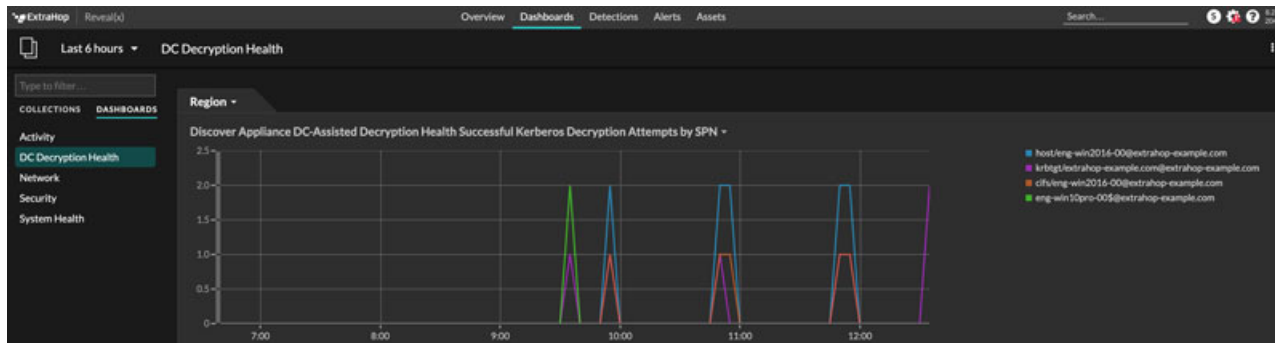 ExtraHop Reveal(x) Overview Dashboards Detections Alerts Assets Search...
Last 6 hours DC Decryption Health
Type to filter...
COLLECTIONS DASHBOARDS
Activity
DC Decryption Health
Network
Security
System Health
Region
Discover Appliance DC-Assisted Decryption Health Successful Kerberos Decryption Attempts by SPN
2.5
2.0
1.5
1.0
0.5
0
7:00 8:00 9:00 10:00 11:00 12:00
host/eng-win2016-00@extrahop-example.com
krbtgt/extrahop-example.com@extrahop-example.com
cifs/eng-win2016-00@extrahop-example.com
eng-win10pro-00$@extrahop-example.com